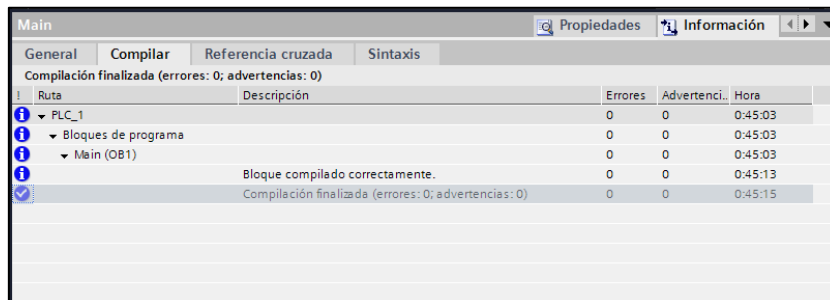 Main Propiedades Información
General Compilar Referencia cruzada Sintaxis
Compilación finalizada (errores: 0; advertencias: 0)
! Ruta Descripción Errores Advertenci.. Hora
PLC_1 0 0 0:45:03
Bloques de programa 0 0 0:45:03
Main (OB1) 0 0 0:45:03
Bloque compilado correctamente. 0 0 0:45:13
Compilación finalizada (errores: 0; advertencias: 0) 0 0 0:45:15